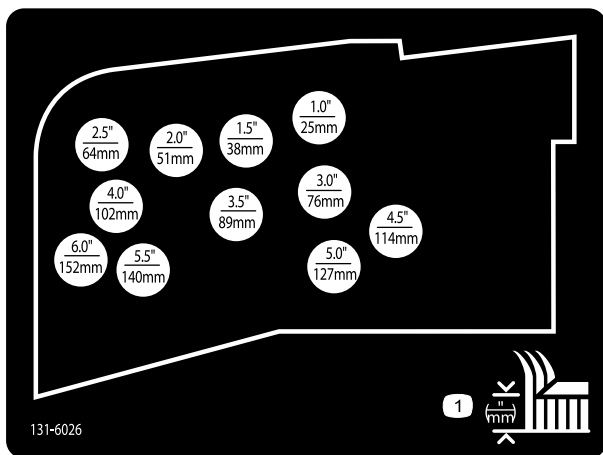 1.0"
25mm
1.5"
38mm
2.5"
64mm
2.0"
51mm
3.0"
76mm
4.0"
102mm
3.5"
89mm
4.5"
114mm
6.0"
152mm
5.5"
140mm
5.0"
127mm
1
(")
(mm)
131-6026